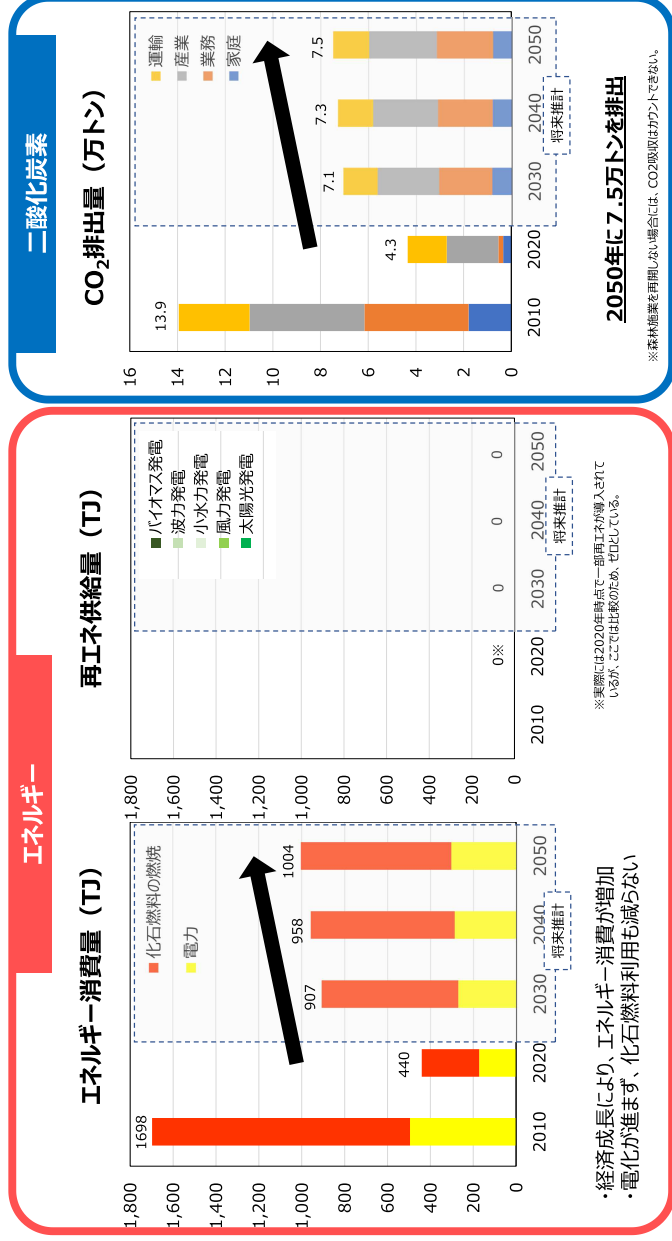 エネルギー
エネルギー消費量（TJ）
1,800
1,600
1,400
1,200
1,000
800
600
400
200
0
化石燃料の燃焼
電力
1698
440
907
958
1004
2010
2020
2030
2040
2050
将来推計
・経済成長により、エネルギー消費が増加
・電化が進まず、化石燃料利用も減らない
再エネ供給量（TJ）
1,800
1,600
1,400
1,200
1,000
800
600
400
200
0
バイオマス発電
波力発電
小水力発電
風力発電
太陽光発電
0※
0
0
0
2010
2020
2030
2040
2050
将来推計
※実際には2020年時点で一部再エネが導入されて
いるが、ここでは比較のため、ゼロとしている。
二酸化炭素
CO2排出量（万トン）
16
14
12
10
8
6
4
2
0
運輸
産業
業務
家庭
13.9
4.3
7.1
7.3
7.5
2010
2020
2030
2040
2050
将来推計
2050年に7.5万トンを排出
※森林施業を再開しない場合には、CO2吸収はカウントできない。